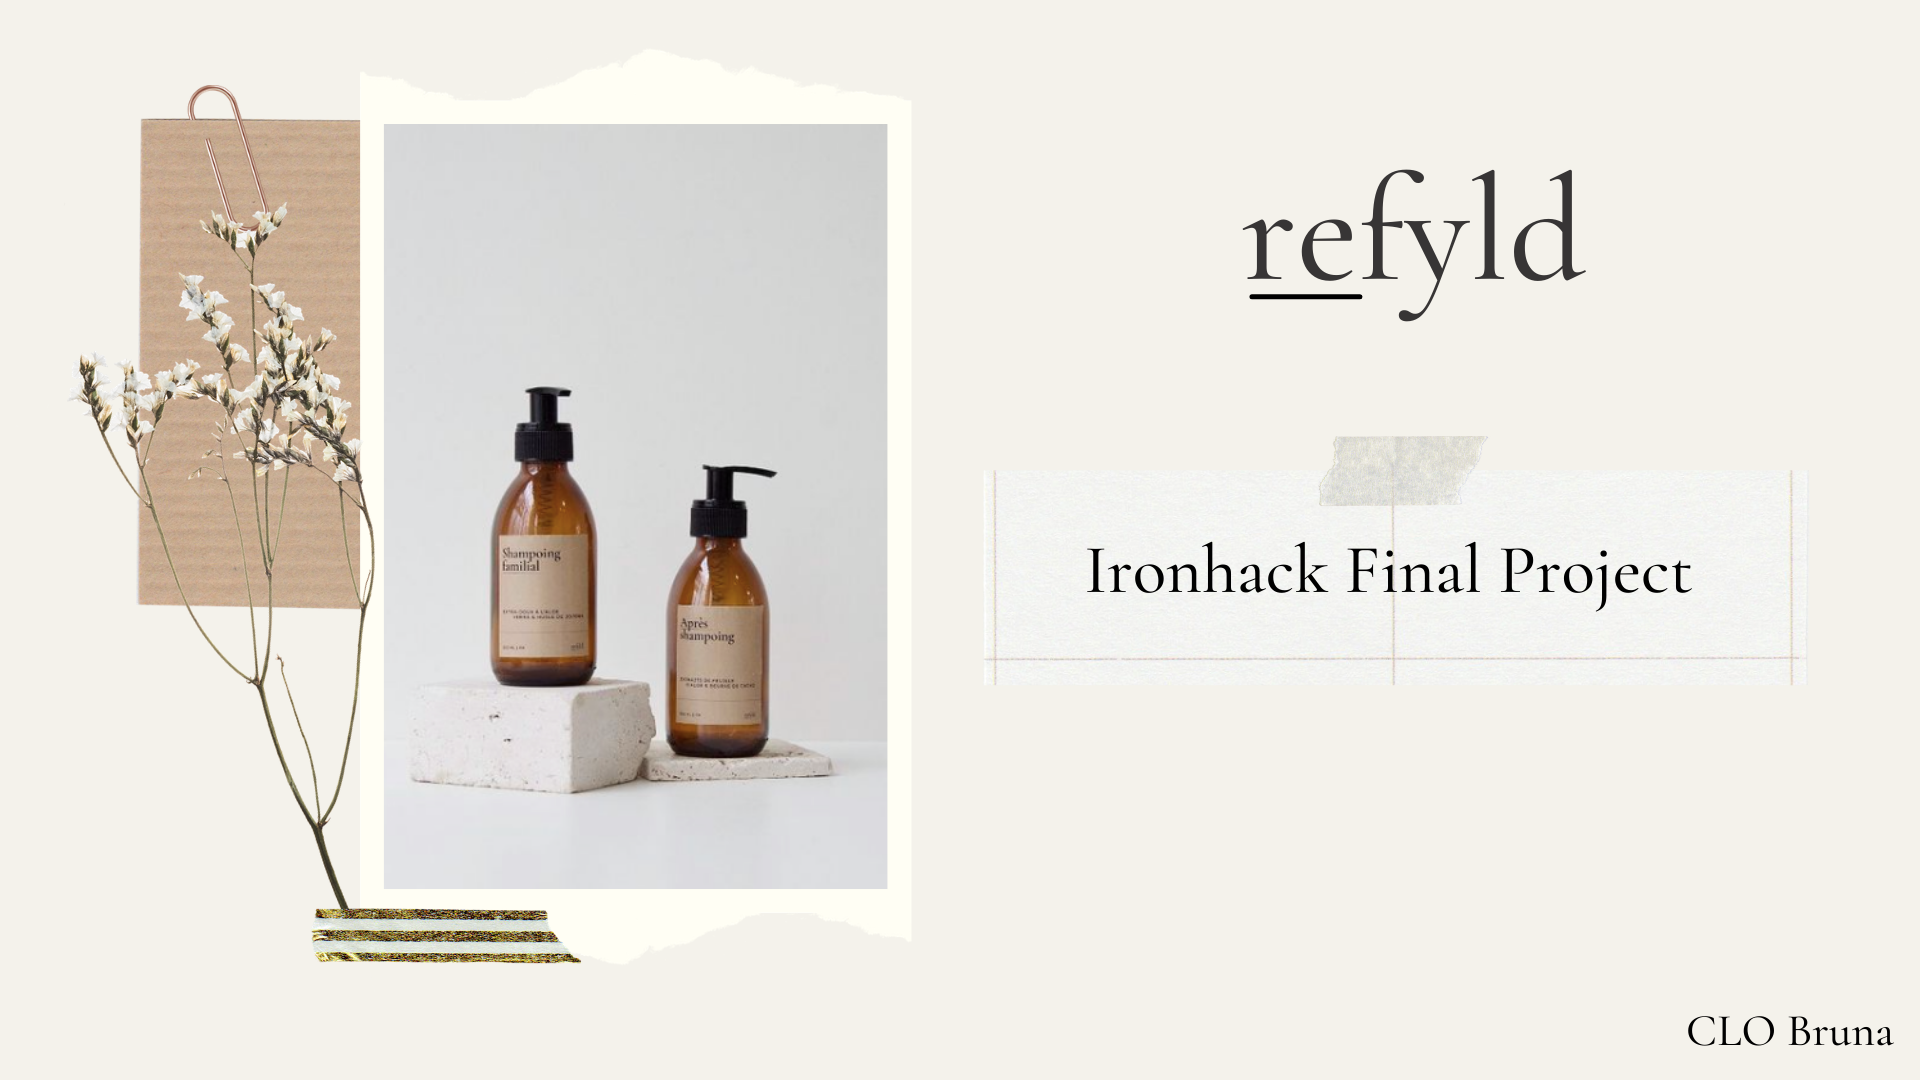 refyld
Ironhack Final Project
Shampoing
familial
Après
shampoing
CLO Bruna